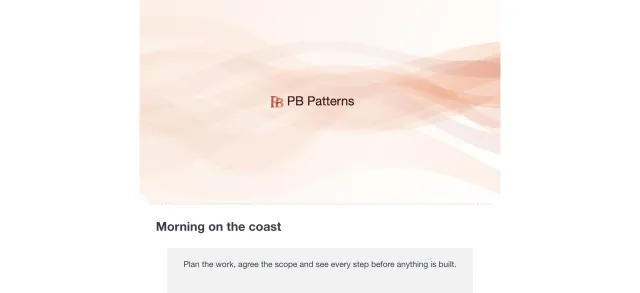 PB PB Patterns
Morning on the coast
Plan the work, agree the scope and see every step before anything is built.